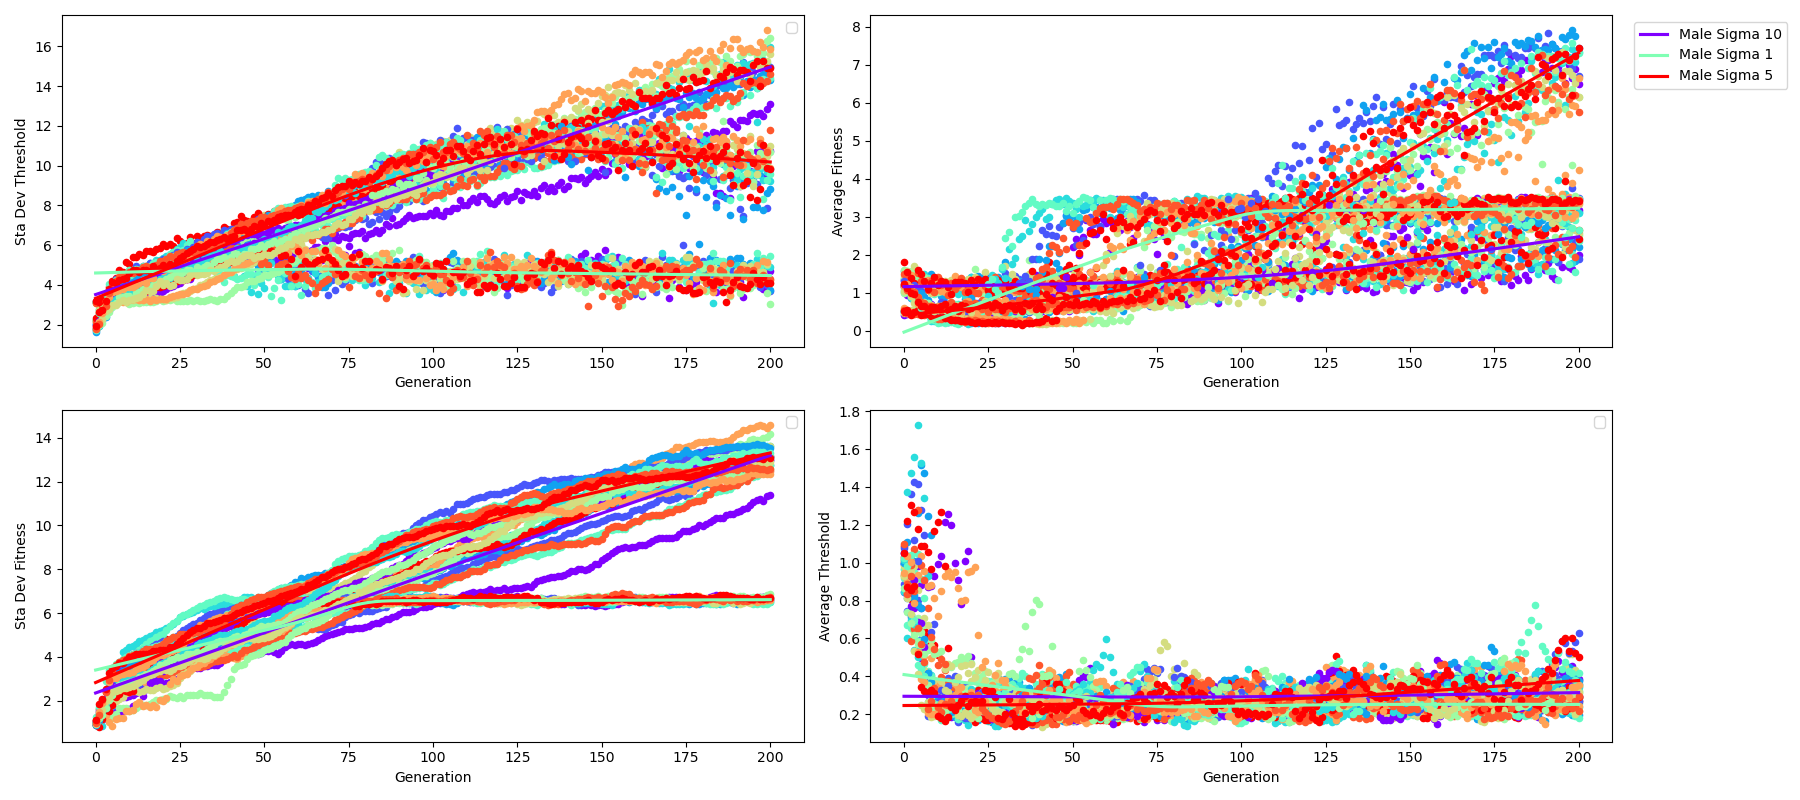 Sta Dev Threshold
16
14
12
10
8
6
4
2
0 25 50 75 100 125 150 175 200
Generation
Average Fitness
8
7
6
5
4
3
2
1
0
0 25 50 75 100 125 150 175 200
Generation
Male Sigma 10
Male Sigma 1
Male Sigma 5
Sta Dev Fitness
14
12
10
8
6
4
2
0 25 50 75 100 125 150 175 200
Generation
Average Threshold
1.8
1.6
1.4
1.2
1.0
0.8
0.6
0.4
0.2
0 25 50 75 100 125 150 175 200
Generation